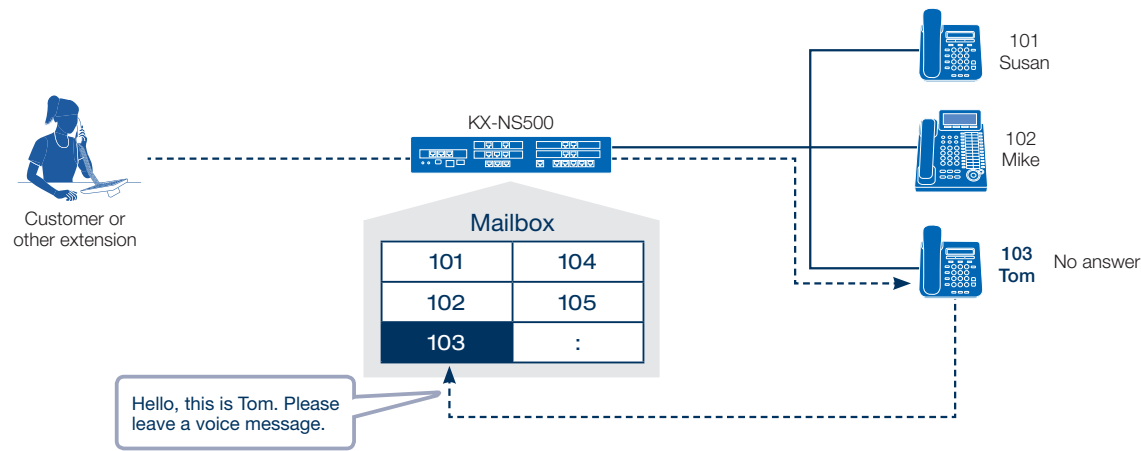 KX-NS500
101
Susan
102
Mike
103
Tom
No answer
Customer or
other extension
Mailbox
101 104
102 105
103 :
Hello, this is Tom. Please
leave a voice message.